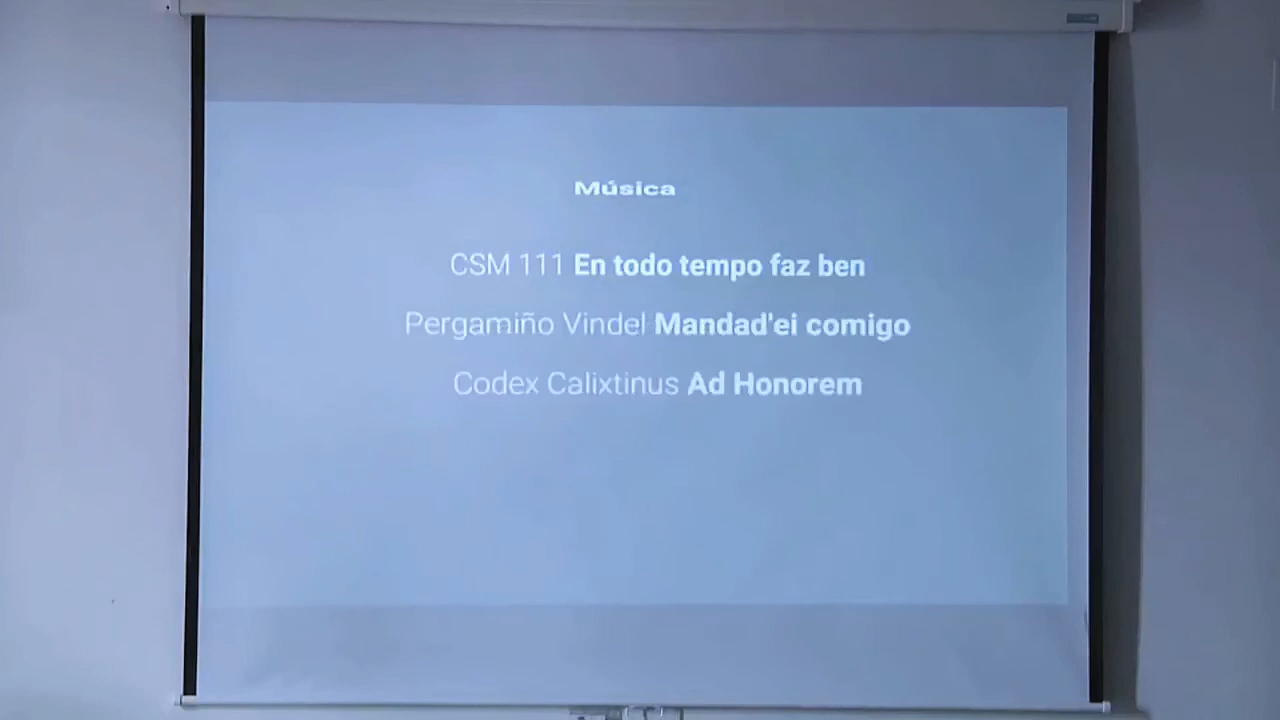 Música
CSM 111 En todo tempo faz ben
Pergamiño Vindel Mandad'ei comigo
Codex Calixtinus Ad Honorem